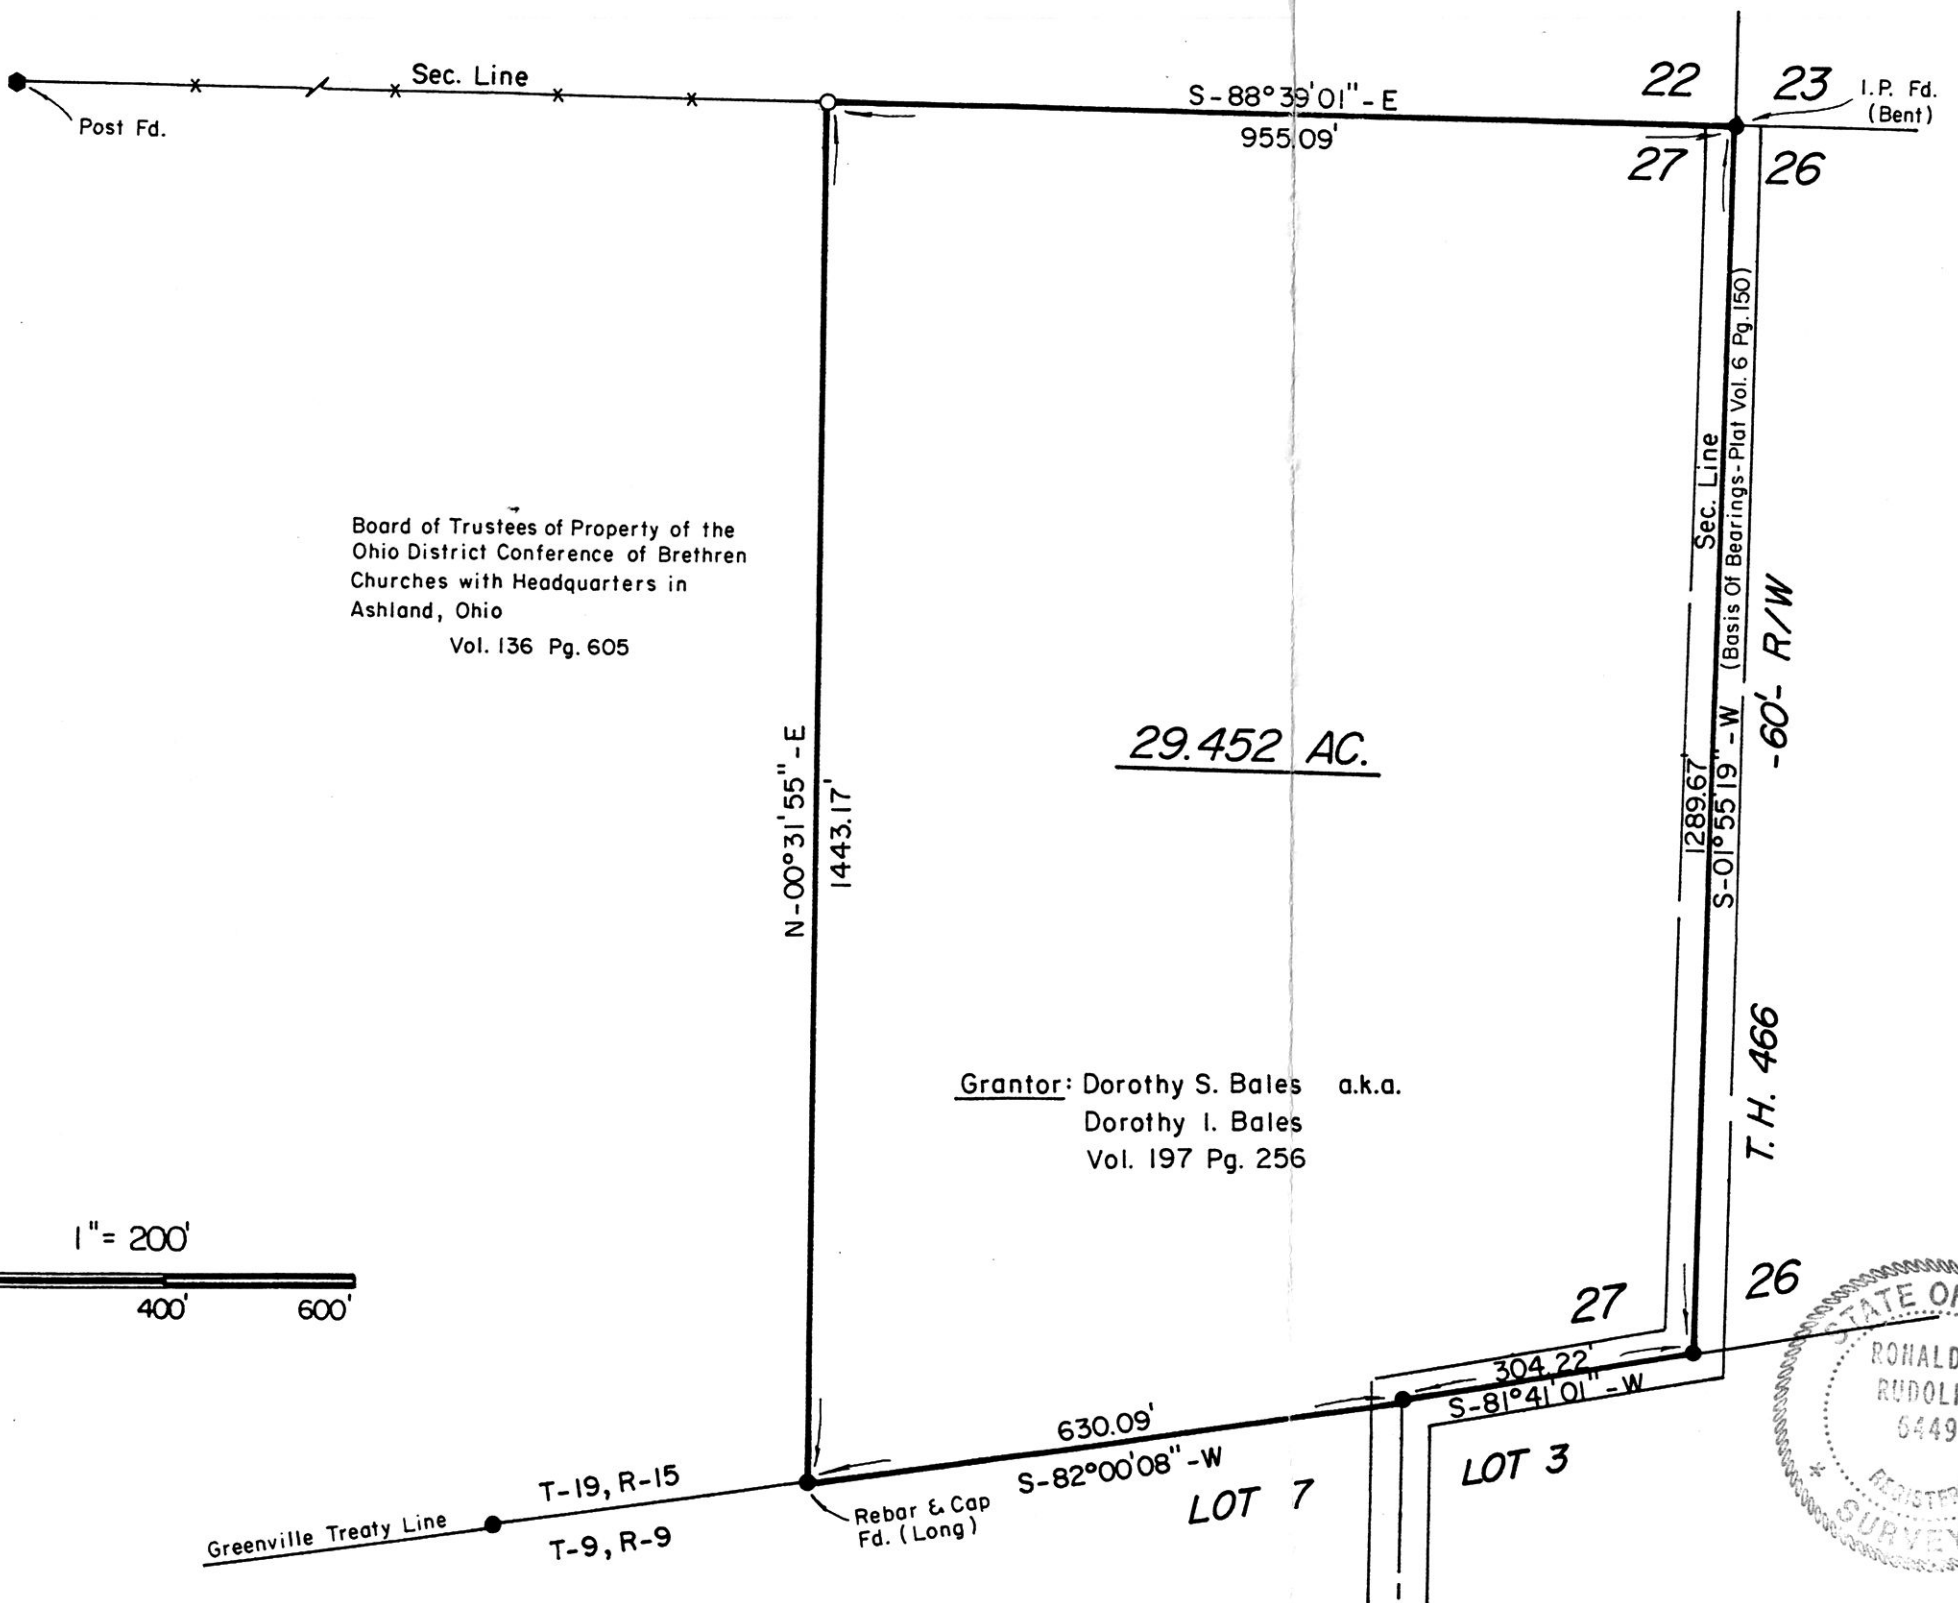 Sec. Line
Post Fd.
S-88°39'01"-E
955.09'
22
23
I.P. Fd.
(Bent)
27
26
Sec. Line
(Basis Of Bearings-Plat Vol. 6 Pg. 150)
Board of Trustees of Property of the
Ohio District Conference of Brethren
Churches with Headquarters in
Ashland, Ohio
Vol. 136 Pg. 605
N-00°31'55"-E
1443.17'
29.452 AC.
1289.67'
S-01°55'19"-W
-60'- R/W
T.H. 466
Grantor: Dorothy S. Bales a.k.a.
Dorothy I. Bales
Vol. 197 Pg. 256
1"= 200'
400' 600'
27
26
304.22'
S-81°41'01"-W
630.09'
S-82°00'08"-W
LOT 7
LOT 3
T-19, R-15
Greenville Treaty Line
T-9, R-9
Rebar & Cap
Fd. (Long)
STATE
RONALD
6449